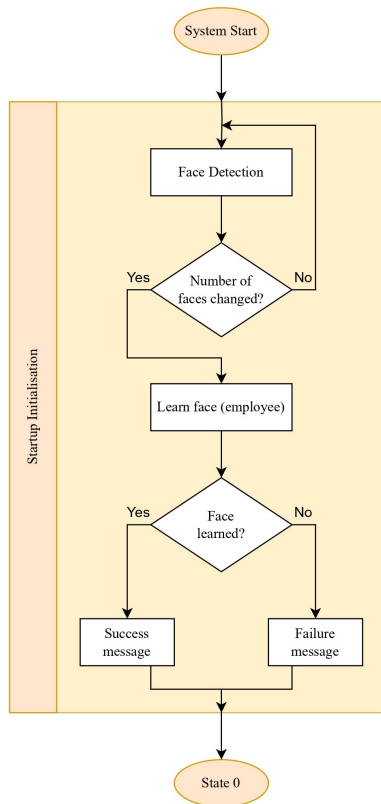 System Start
Startup Initialisation
Face Detection
Number of
faces changed?
Yes
No
Learn face (employee)
Face
learned?
Yes
No
Success
message
Failure
message
State 0